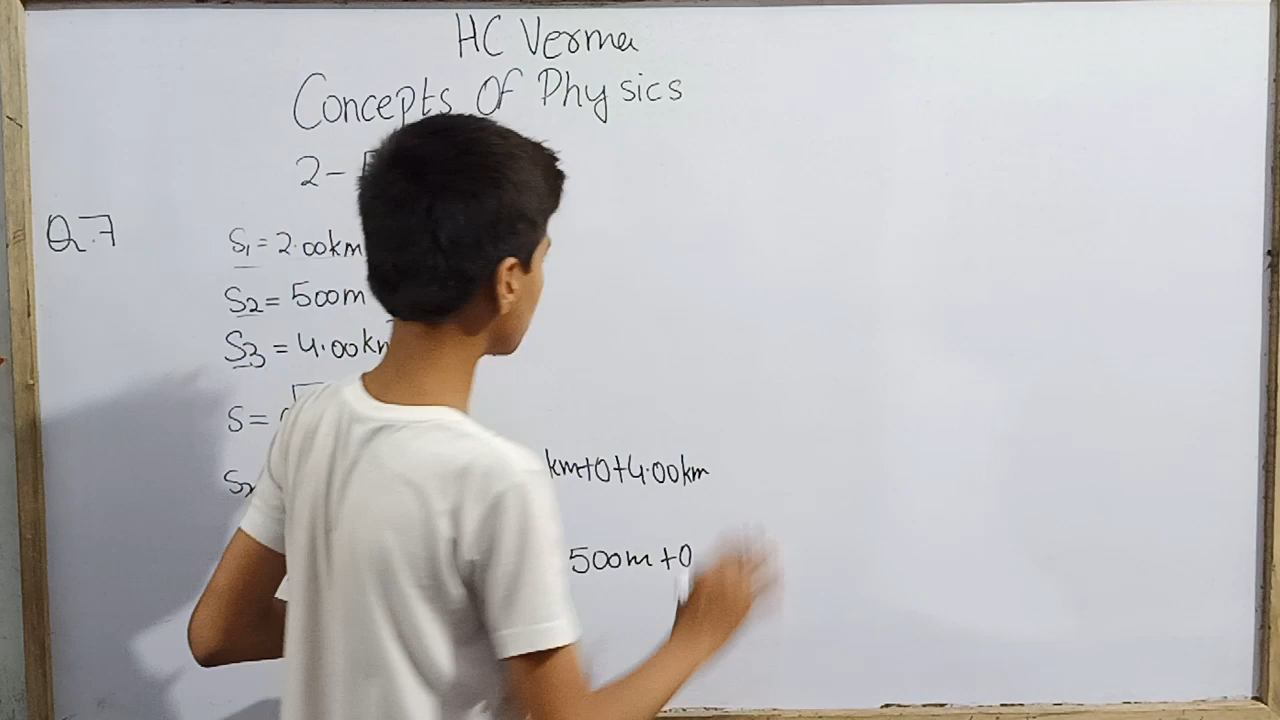 HC Verma
Concepts Of Physics
2-
Q.7
S1 = 2.00km
S2 = 500m
S3 = 4.00km
S =
Sx km+0+4.00km
500m+0